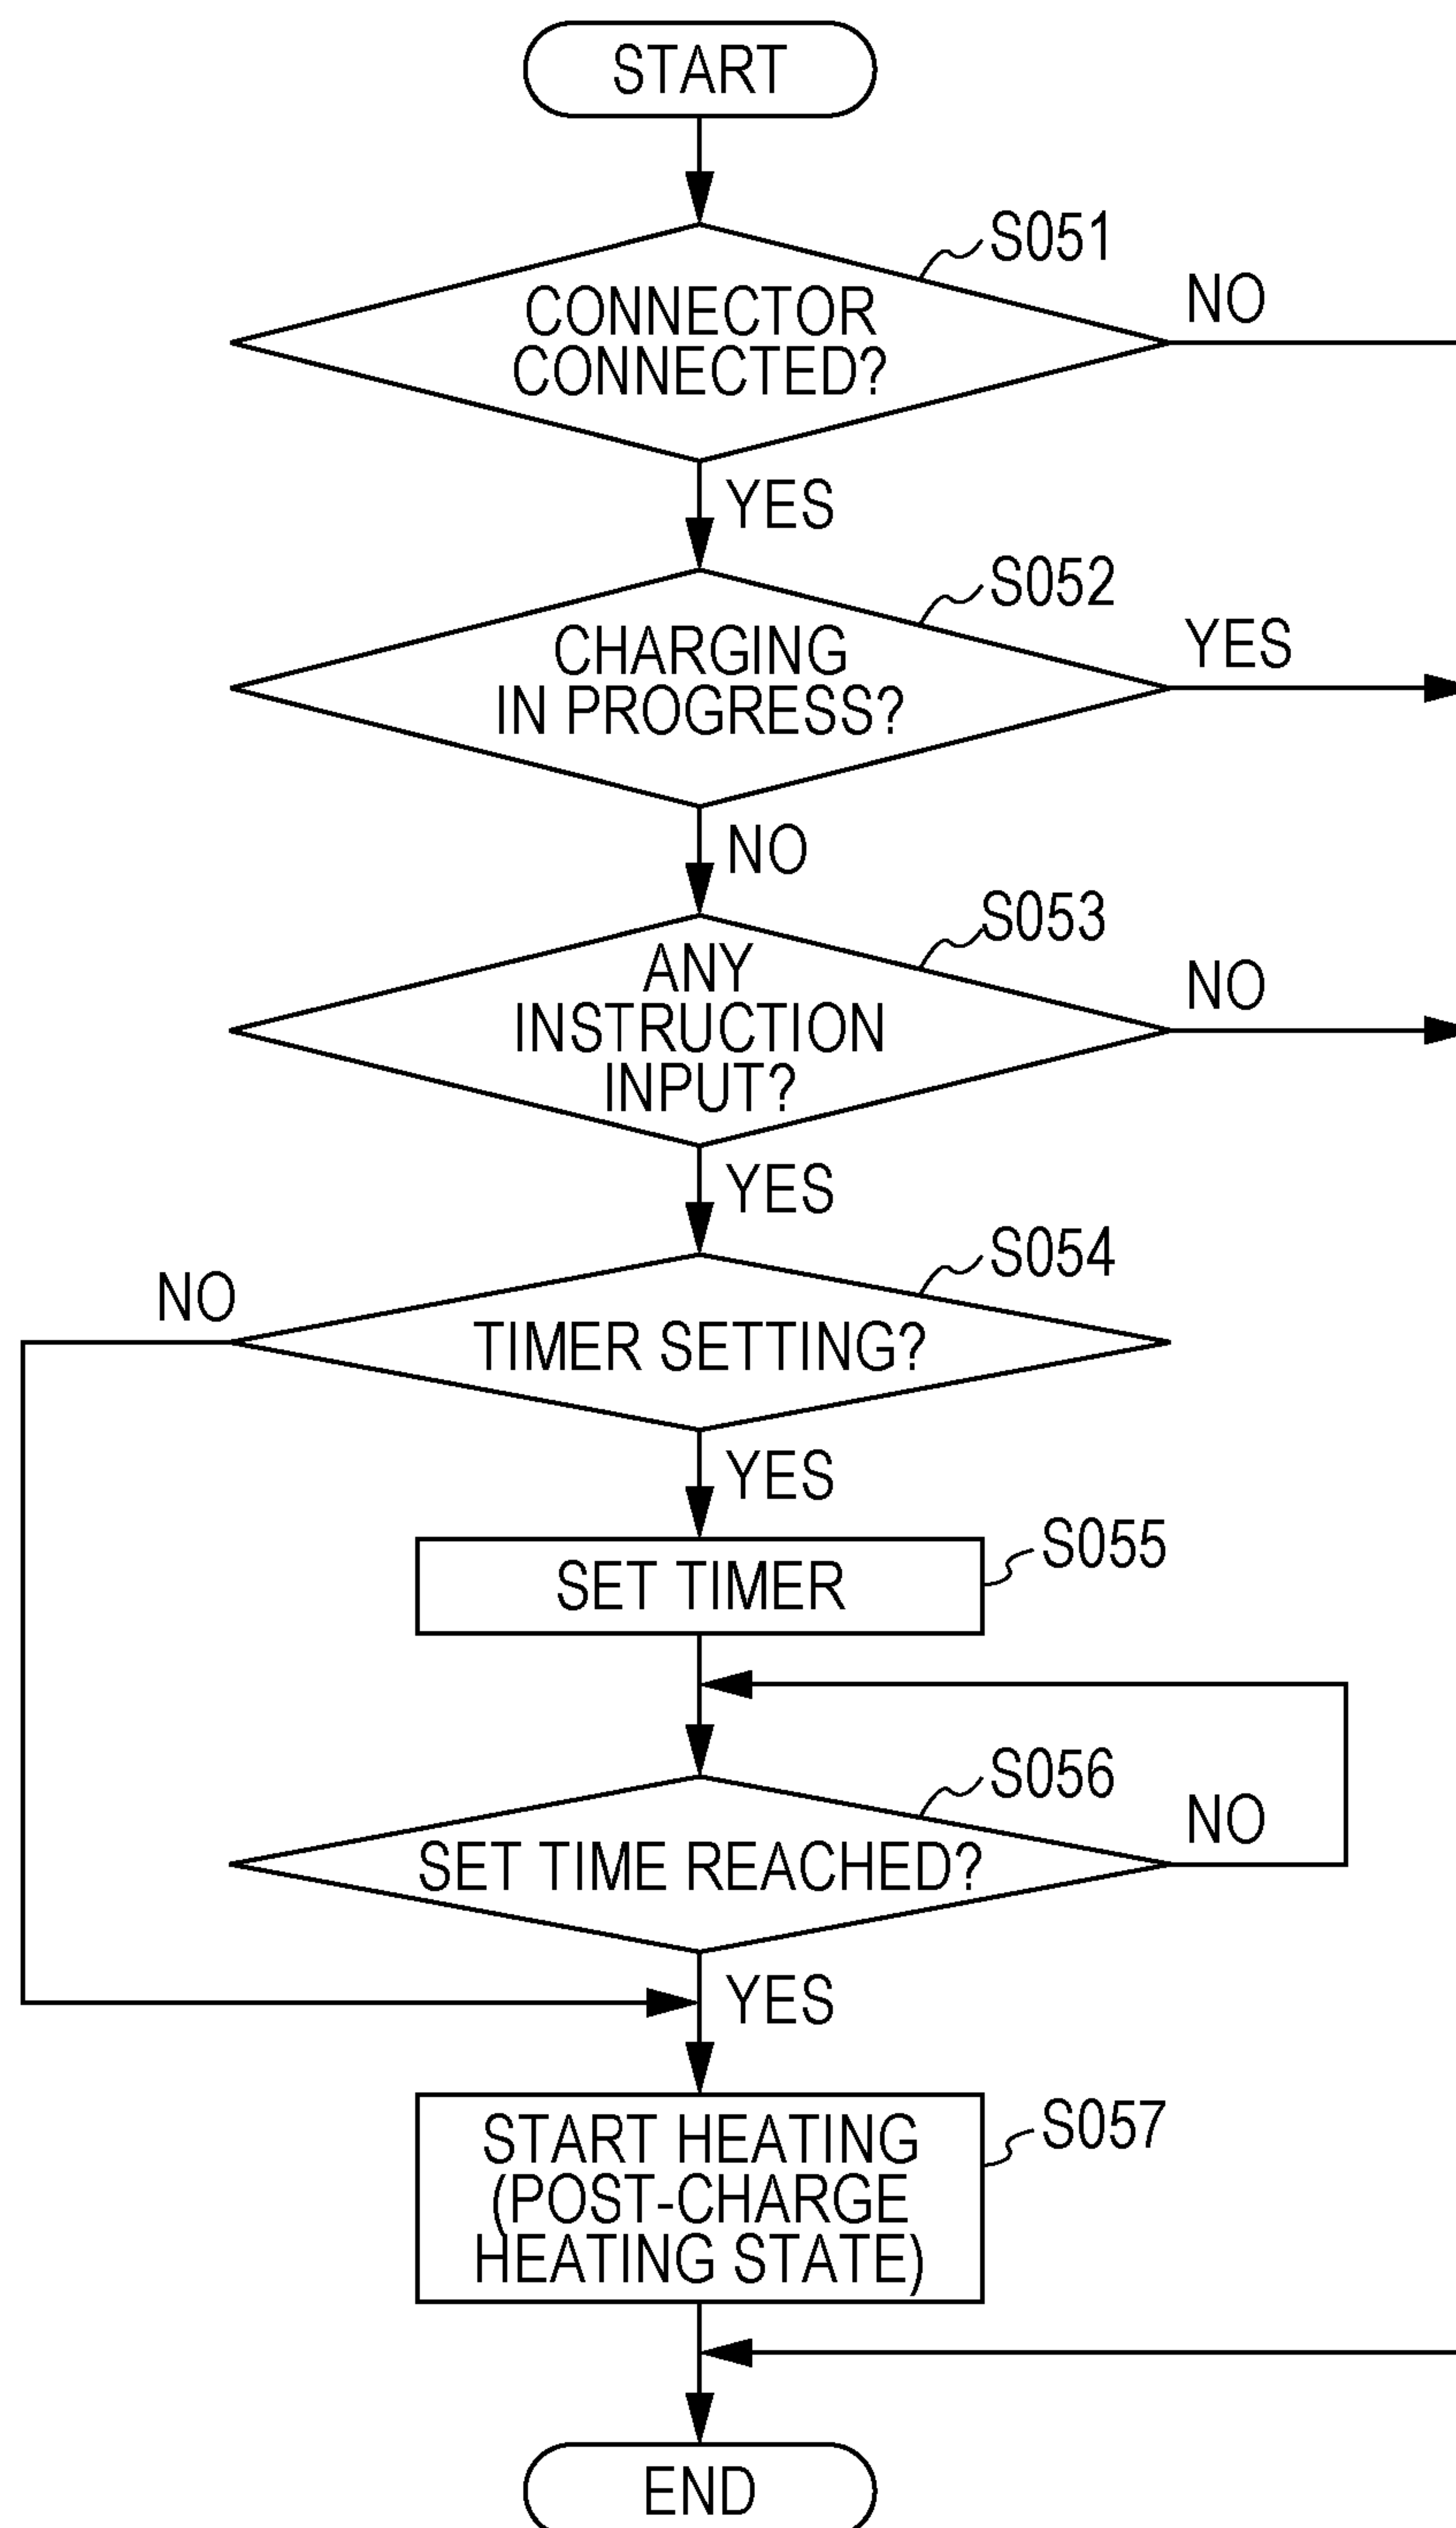 START
S051
NO
CONNECTOR
CONNECTED?
YES
S052
YES
CHARGING
IN PROGRESS?
NO
S053
ANY
NO
INSTRUCTION
INPUT?
YES
S054
NO
TIMER SETTING?
YES
S055
SET TIMER
S056
NO
SET TIME REACHED?
YES
S057
START HEATING
(POST-CHARGE
HEATING STATE)
END